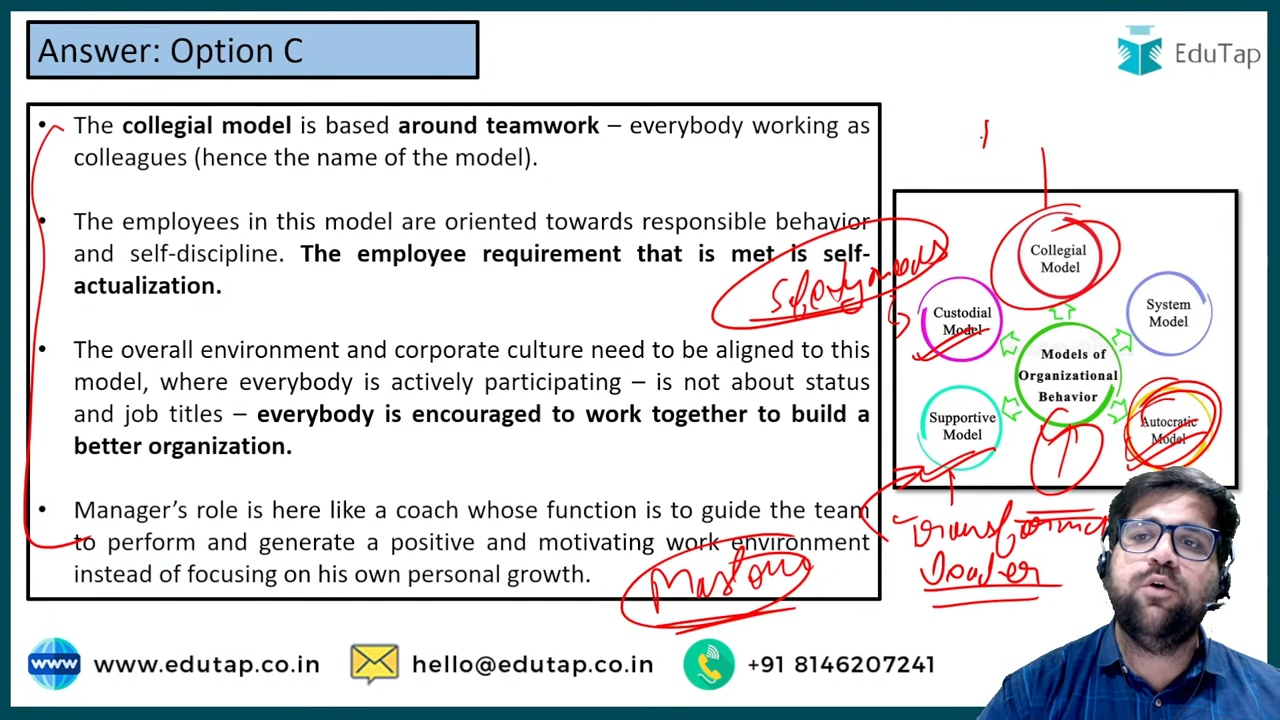 Answer: Option C
EduTap
• The collegial model is based around teamwork – everybody working as
colleagues (hence the name of the model).
• The employees in this model are oriented towards responsible behavior
and self-discipline. The employee requirement that is met is self-
actualization.
• The overall environment and corporate culture need to be aligned to this
model, where everybody is actively participating – is not about status
and job titles – everybody is encouraged to work together to build a
better organization.
• Manager's role is here like a coach whose function is to guide the team
to perform and generate a positive and motivating work environment
instead of focusing on his own personal growth.
Collegial
Model
Custodial
Model
System
Model
Models of
Organizational
Behavior
Supportive
Model
Autocratic
Model
Leader
www
www.edutap.co.in
hello@edutap.co.in
+91 8146207241